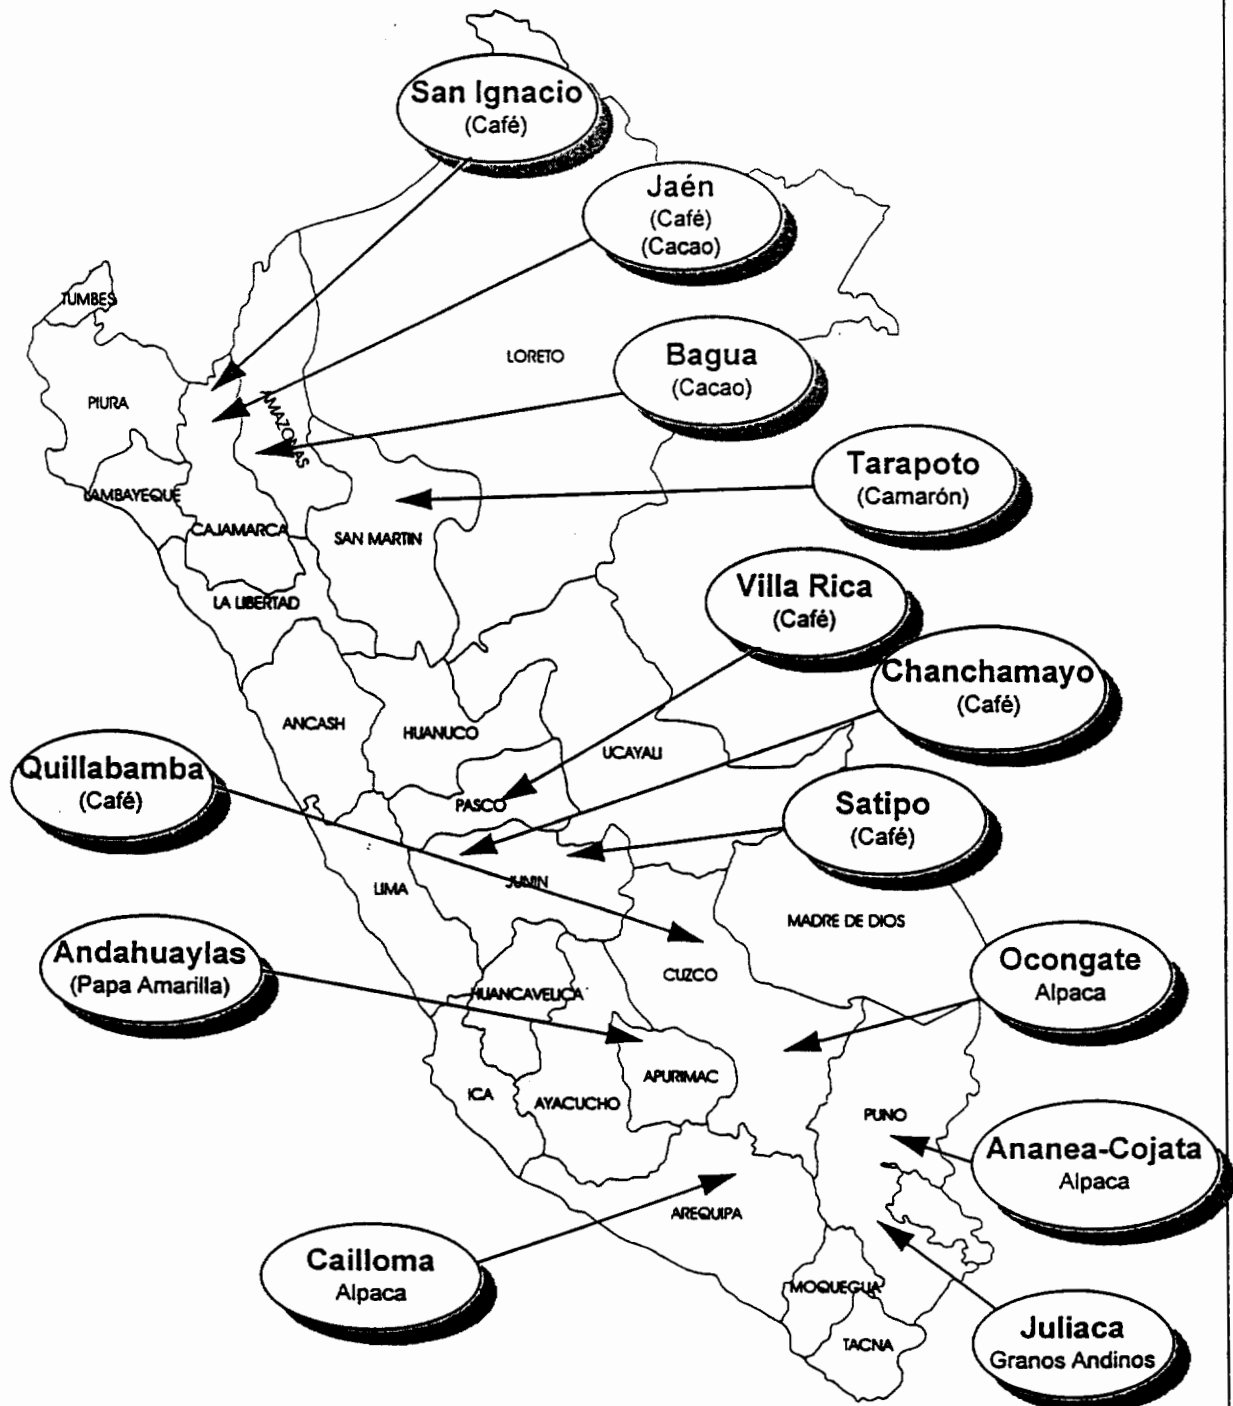 San Ignacio
(Café)
Jaén
(Café)
(Cacao)
TUMBES
LORETO
Bagua
(Cacao)
PIURA
AMAZONAS
Tarapoto
(Camarón)
LAMBAYEQUE
CAJAMARCA
SAN MARTIN
Villa Rica
(Café)
LA LIBERTAD
Chanchamayo
(Café)
ANCASH
HUANUCO
UCAYALI
Quillabamba
(Café)
PASCO
Satipo
(Café)
LIMA
JUNIN
MADRE DE DIOS
Andahuaylas
(Papa Amarilla)
CUZCO
Ocongate
Alpaca
HUANCAVELICA
APURIMAC
ICA
AYACUCHO
PUNO
Ananea-Cojata
Alpaca
AREQUIPA
Cailloma
Alpaca
MOQUEGUA
Juliaca
Granos Andinos
TACNA